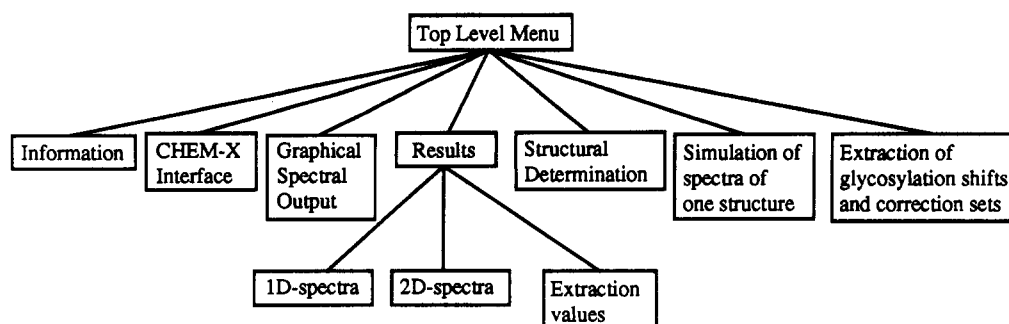 Top Level Menu
Information
CHEM-X
Interface
Graphical
Spectral
Output
Results
Structural
Determination
Simulation of
spectra of
one structure
Extraction of
glycosylation shifts
and correction sets
1D-spectra
2D-spectra
Extraction
values